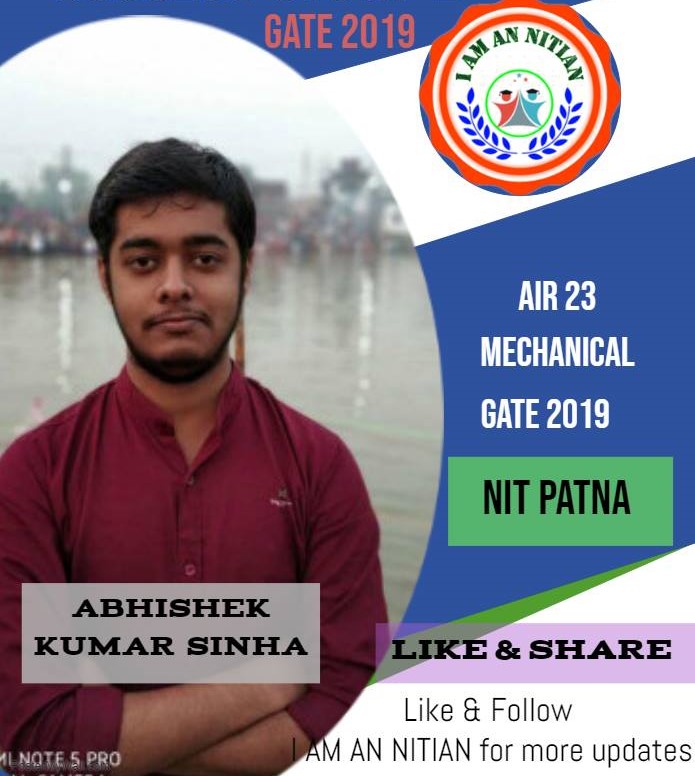 GATE 2019
I AM AN NITIAN
AIR 23
MECHANICAL
GATE 2019
NIT PATNA
ABHISHEK
KUMAR SINHA
LIKE & SHARE
Like & Follow
I AM AN NITIAN for more updates
MI NOTE 5 PRO